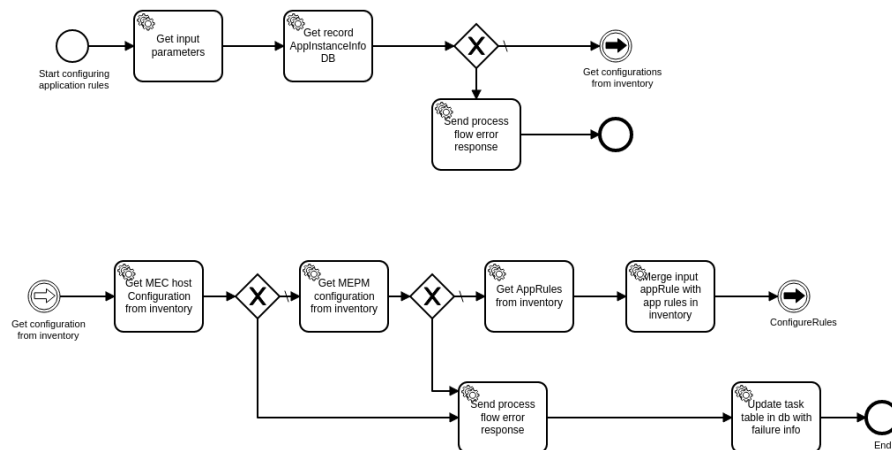 Get input
parameters
Get record
AppInstanceInfo
DB
Start configuring
application rules
Get configurations
from inventory
Send process
flow error
response
Get MEC host
Configuration
from inventory
Get MEPM
configuration
from inventory
Get AppRules
from inventory
Merge input
appRule with
app rules in
inventory
Get configuration
from inventory
ConfigureRules
Send process
flow error
response
Update task
table in db with
failure info
End